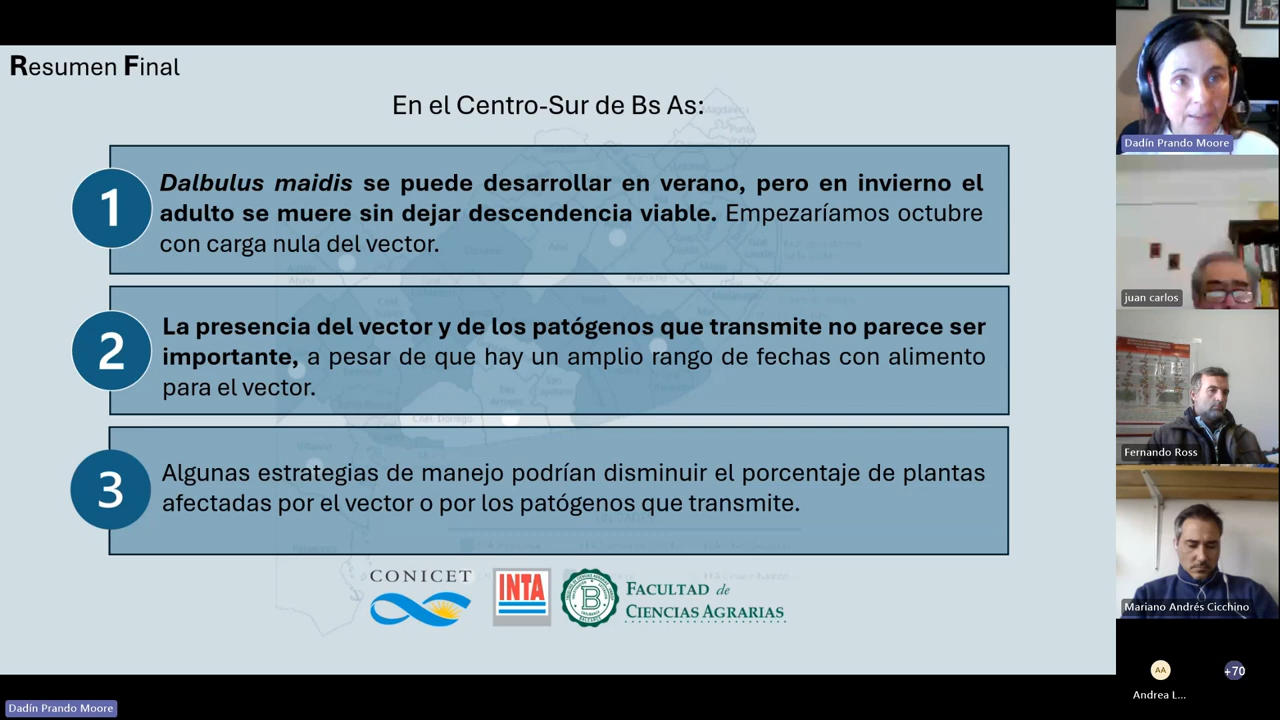 Resumen Final
En el Centro-Sur de Bs As:
1
Dalbulus maidis se puede desarrollar en verano, pero en invierno el
adulto se muere sin dejar descendencia viable. Empezaríamos octubre
con carga nula del vector.
2
La presencia del vector y de los patógenos que transmite no parece ser
importante, a pesar de que hay un amplio rango de fechas con alimento
para el vector.
3
Algunas estrategias de manejo podrían disminuir el porcentaje de plantas
afectadas por el vector o por los patógenos que transmite.
CONICET
INTA
B
FACULTAD de
CIENCIAS AGRARIAS
Dadín Prando Moore
Dadín Prando Moore
juan carlos
Fernando Ross
Mariano Andrés Cicchino
AA
+70
Andrea L...